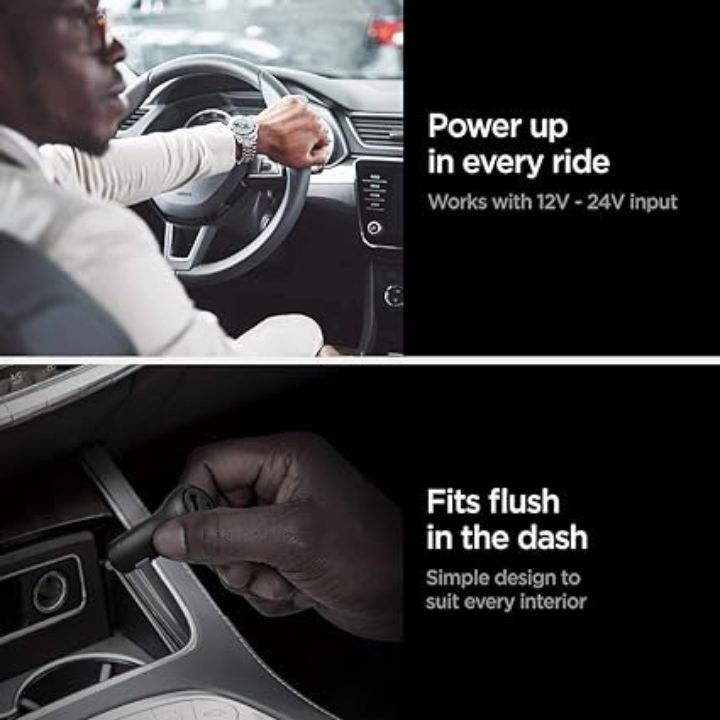 Power up
in every ride
Works with 12V - 24V input
Fits flush
in the dash
Simple design to
suit every interior